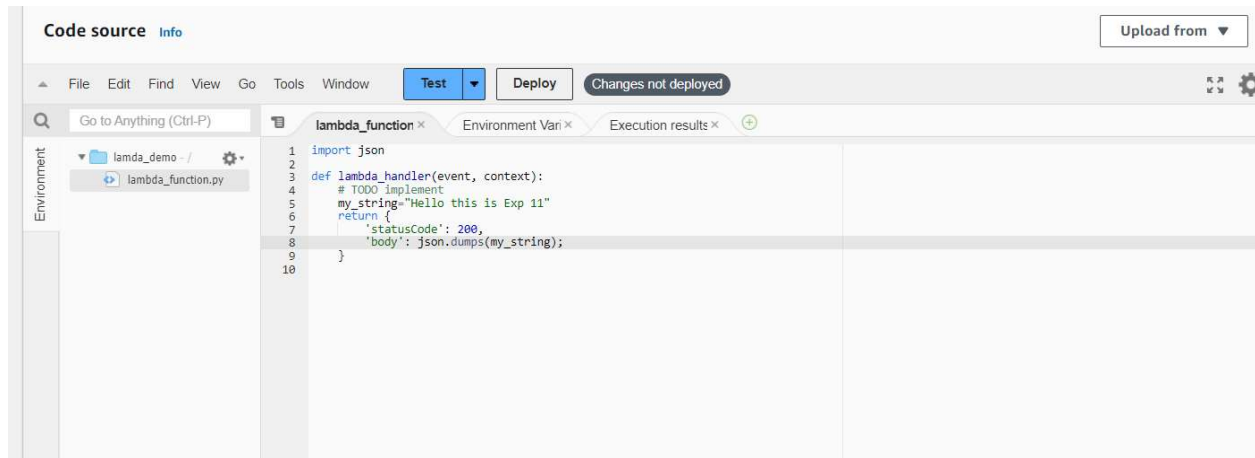 Code source Info
Upload from ▼
File Edit Find View Go Tools Window Test Deploy Changes not deployed
Go to Anything (Ctrl-P)
lambda_function × Environment Vari × Execution results ×
Environment
lamda_demo - /
lambda_function.py
1 import json
2
3 def lambda_handler(event, context):
4     # TODO implement
5     my_string="Hello this is Exp 11"
6     return {
7         'statusCode': 200,
8         'body': json.dumps(my_string);
9     }
10